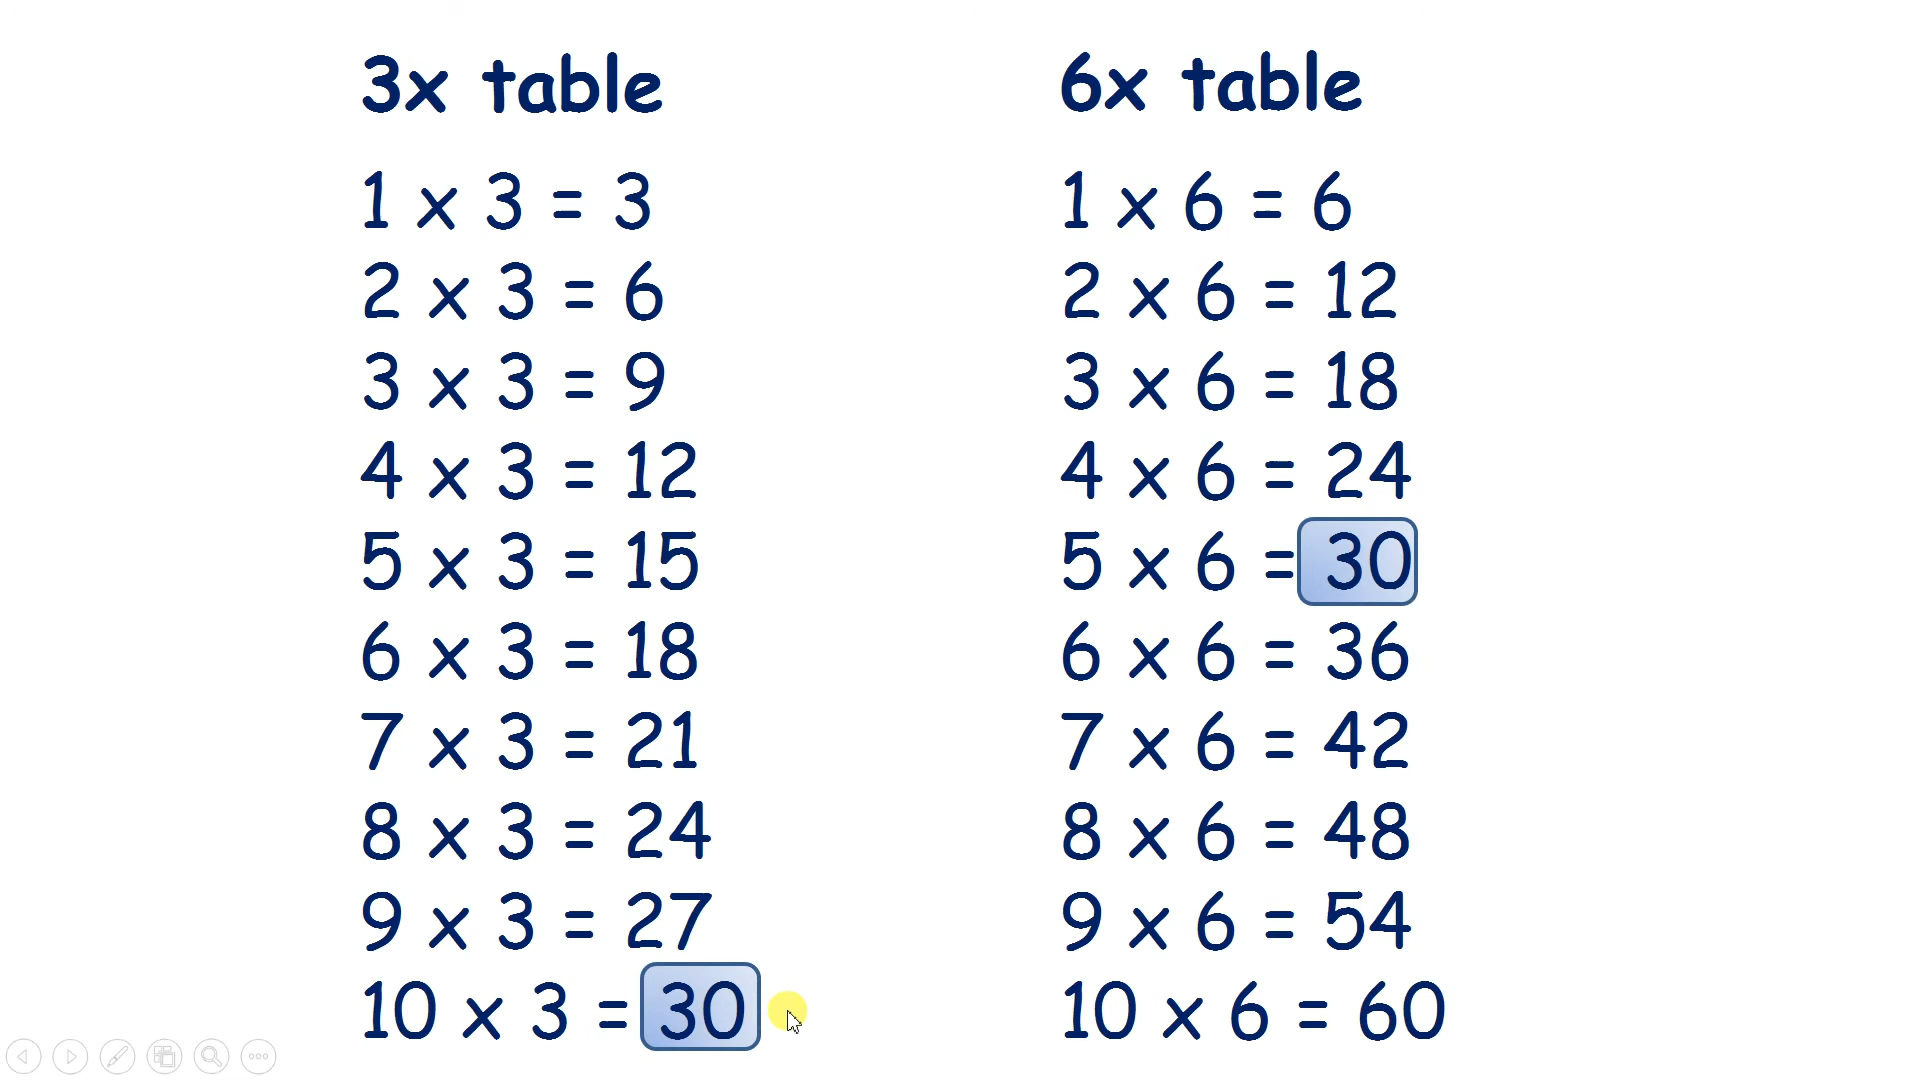 3x table
1 x 3 = 3
2 x 3 = 6
3 x 3 = 9
4 x 3 = 12
5 x 3 = 15
6 x 3 = 18
7 x 3 = 21
8 x 3 = 24
9 x 3 = 27
10 x 3 = 30
6x table
1 x 6 = 6
2 x 6 = 12
3 x 6 = 18
4 x 6 = 24
5 x 6 = 30
6 x 6 = 36
7 x 6 = 42
8 x 6 = 48
9 x 6 = 54
10 x 6 = 60